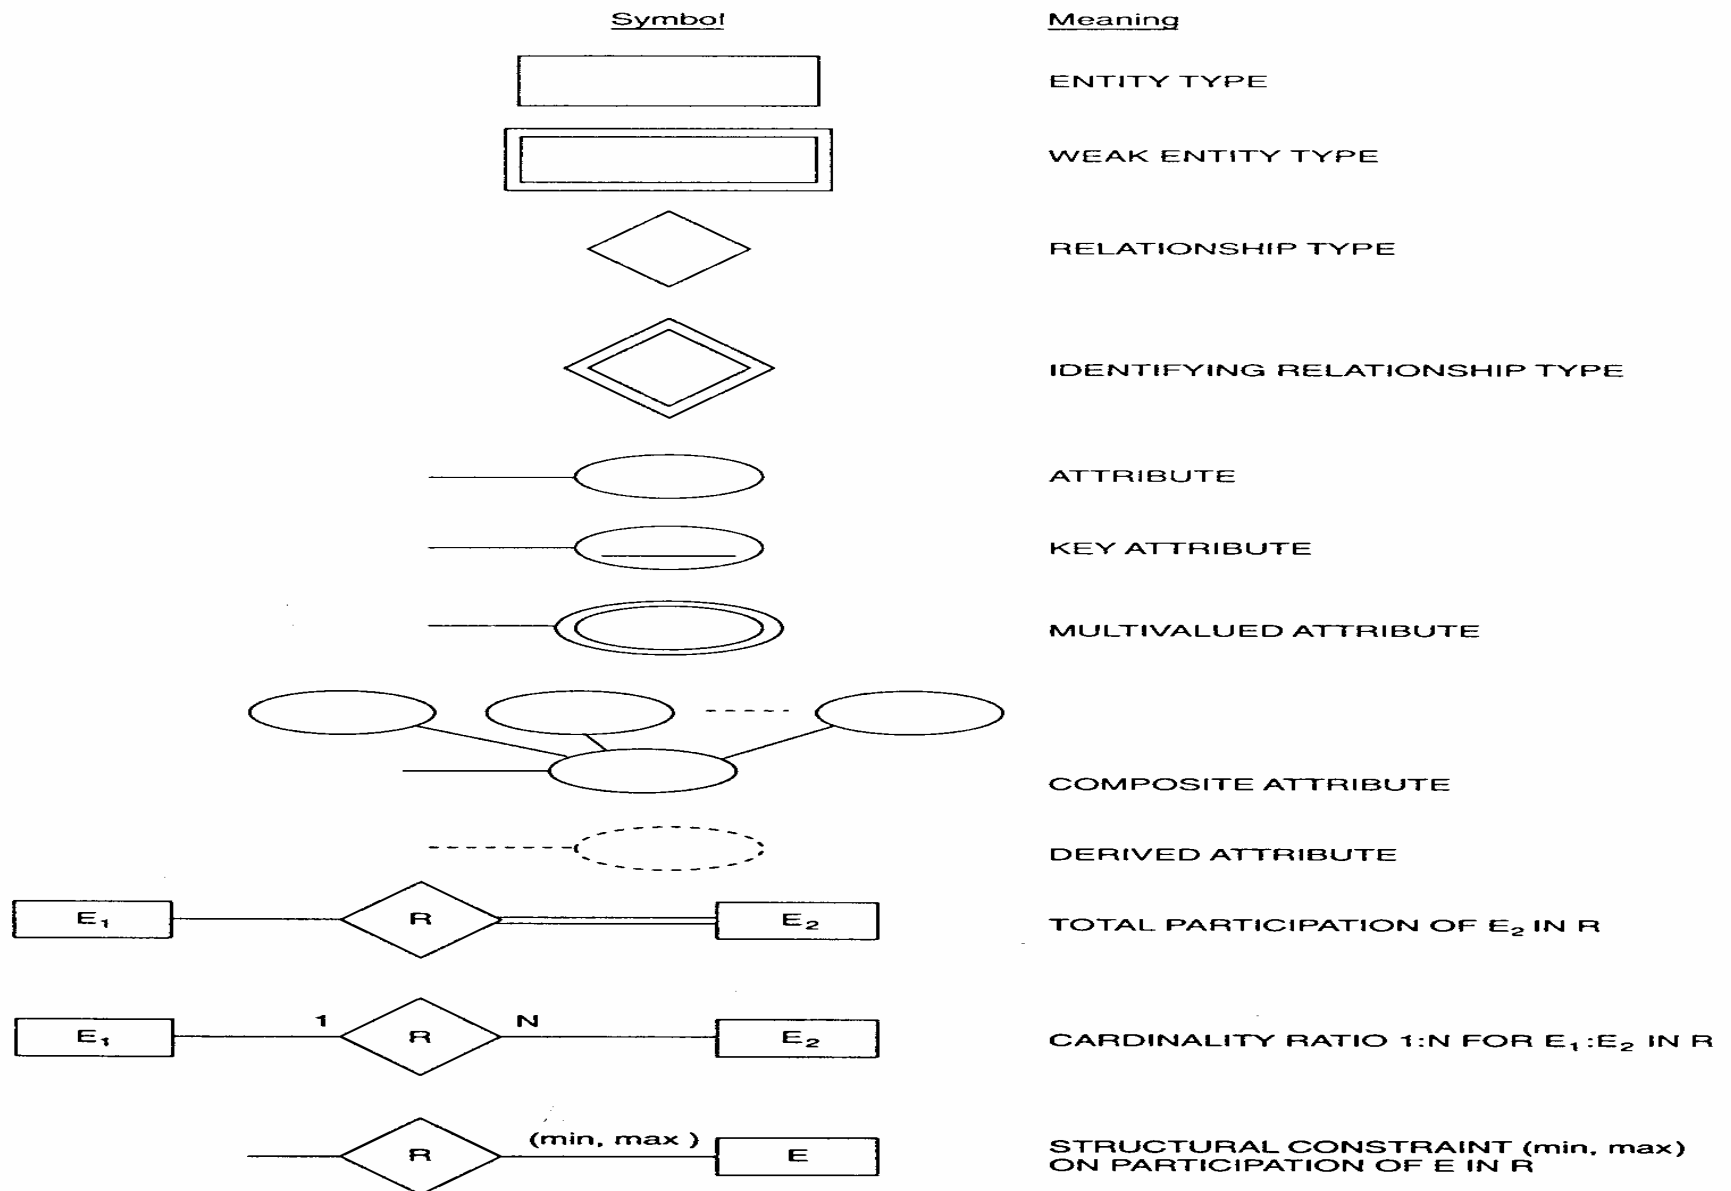 Symbol Meaning
ENTITY TYPE
WEAK ENTITY TYPE
RELATIONSHIP TYPE
IDENTIFYING RELATIONSHIP TYPE
ATTRIBUTE
KEY ATTRIBUTE
MULTIVALUED ATTRIBUTE
COMPOSITE ATTRIBUTE
DERIVED ATTRIBUTE
E₁ R E₂ TOTAL PARTICIPATION OF E₂ IN R
E₁ 1 R N E₂ CARDINALITY RATIO 1:N FOR E₁:E₂ IN R
R (min, max) E STRUCTURAL CONSTRAINT (min, max)
ON PARTICIPATION OF E IN R